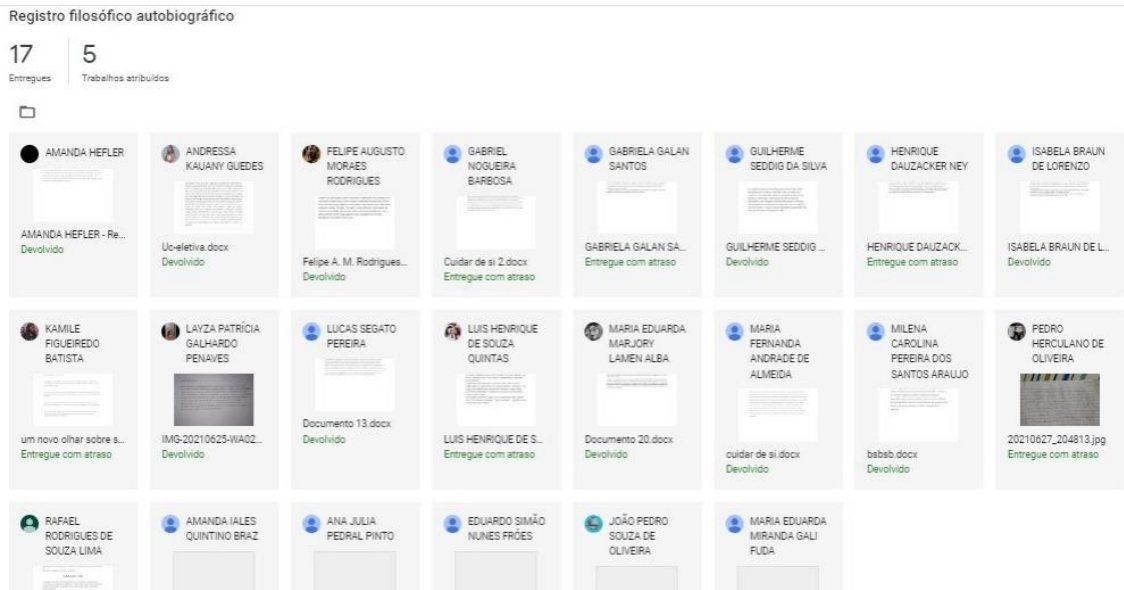 Registro filosófico autobiográfico
17
5
Entregues
Trabalhos atribuídos
AMANDA HEFLER
AMANDA HEFLER - Re...
Devolvido
ANDRESSA
KAUANY GUEDES
Uc-eletiva.docx
Devolvido
FELIPE AUGUSTO
MORAES
RODRIGUES
Felipe A. M. Rodrigues...
Devolvido
GABRIEL
NOGUEIRA
BARBOSA
Cuidar de si 2.docx
Entregue com atraso
GABRIELA GALAN
SANTOS
GABRIELA GALAN SA...
Entregue com atraso
GUILHERME
SEDDIG DA SILVA
GUILHERME SEDDIG ...
Devolvido
HENRIQUE
DAUZACKER NEY
HENRIQUE DAUZACK...
Entregue com atraso
ISABELA BRAUN
DE LORENZO
ISABELA BRAUN DE L...
Devolvido
KAMILE
FIGUEIREDO
BATISTA
um novo olhar sobre s...
Entregue com atraso
LAYZA PATRÍCIA
GALHARDO
PENAVES
IMG-20210625-WA02...
Devolvido
LUCAS SEGATO
PEREIRA
Documento 13.docx
Devolvido
LUIS HENRIQUE
DE SOUZA
QUINTAS
LUIS HENRIQUE DE S...
Entregue com atraso
MARIA EDUARDA
MARJORY
LAMEN ALBA
Documento 20.docx
Devolvido
MARIA
FERNANDA
ANDRADE DE
ALMEIDA
cuidar de si.docx
Devolvido
MILENA
CAROLINA
PEREIRA DOS
SANTOS ARAUJO
bsbsb.docx
Devolvido
PEDRO
HERCULANO DE
OLIVEIRA
20210627_204813.jpg
Entregue com atraso
RAFAEL
RODRIGUES DE
SOUZA LIMA
AMANDA IALES
QUINTINO BRAZ
ANA JULIA
PEDRAL PINTO
EDUARDO SIMÃO
NUNES FRÓES
JOÃO PEDRO
SOUZA DE
OLIVEIRA
MARIA EDUARDA
MIRANDA GALI
FUDA